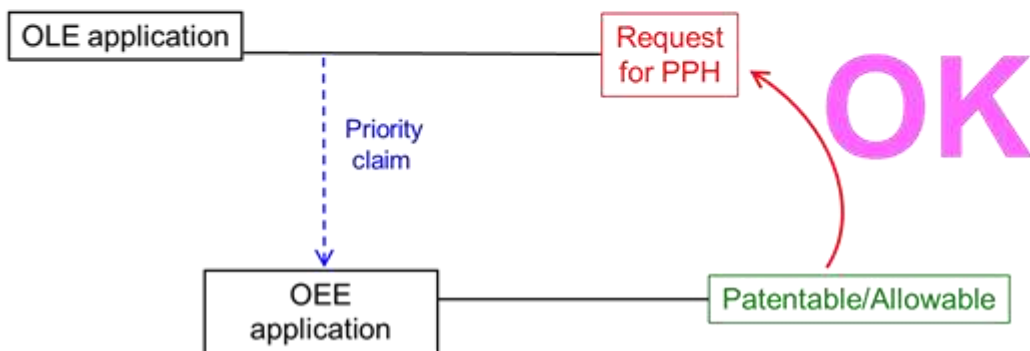 OLE application
Request
for PPH
OK
Priority
claim
OEE
application
Patentable/Allowable